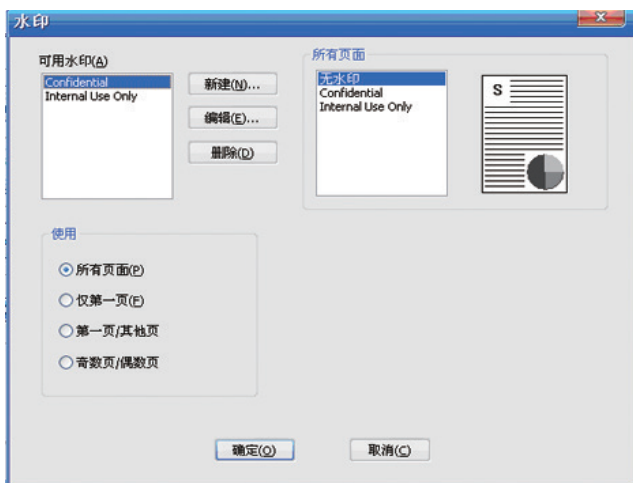 水印
可用水印(A)
Confidential
Internal Use Only
新建(N)...
编辑(E)...
删除(D)
所有页面
无水印
Confidential
Internal Use Only
S
使用
所有页面(P)
仅第一页(F)
第一页/其他页
奇数页/偶数页
确定(O)
取消(C)